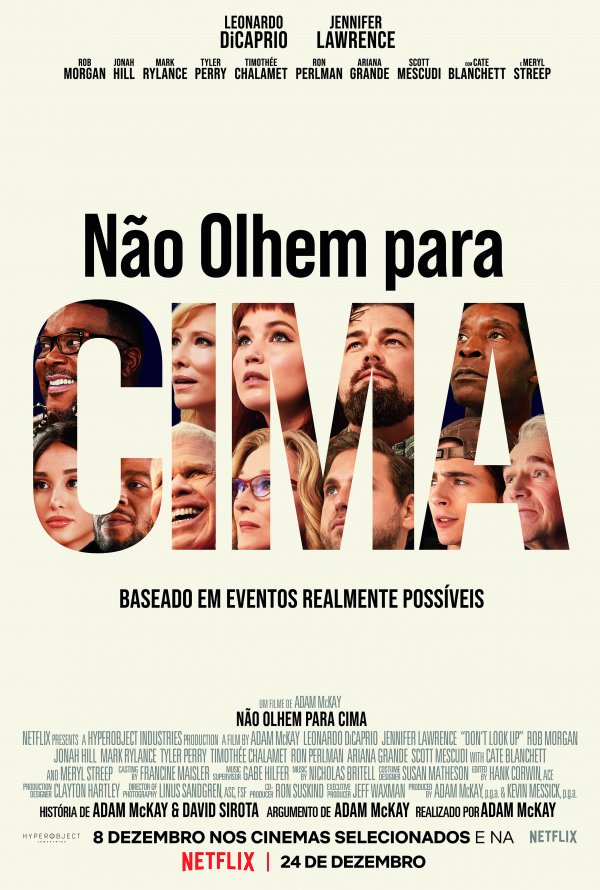 LEONARDO DiCAPRIO JENNIFER LAWRENCE
ROB MORGAN JONAH HILL MARK RYLANCE TYLER PERRY TIMOTHÉE CHALAMET RON PERLMAN ARIANA GRANDE SCOTT MESCUDI COM CATE BLANCHETT E MERYL STREEP
Não Olhem para
CIMA
BASEADO EM EVENTOS REALMENTE POSSÍVEIS
UM FILME DE ADAM McKAY
NÃO OLHEM PARA CIMA
NETFLIX PRESENTS A HYPEROBJECT INDUSTRIES PRODUCTION A FILM BY ADAM McKAY LEONARDO DiCAPRIO JENNIFER LAWRENCE "DON'T LOOK UP" ROB MORGAN
JONAH HILL MARK RYLANCE TYLER PERRY TIMOTHÉE CHALAMET RON PERLMAN ARIANA GRANDE SCOTT MESCUDI WITH CATE BLANCHETT
AND MERYL STREEP CASTING BY FRANCINE MAISLER MUSIC SUPERVISOR GABE HILFER MUSIC BY NICHOLAS BRITELL COSTUME DESIGNER SUSAN MATHESON EDITED BY HANK CORWIN, ACE
PRODUCTION DESIGNER CLAYTON HARTLEY DIRECTOR OF PHOTOGRAPHY LINUS SANDGREN, ASC, FSF CO-PRODUCER RON SUSKIND EXECUTIVE PRODUCER JEFF WAXMAN PRODUCED BY ADAM McKAY, p.g.a. & KEVIN MESSICK, p.g.a.
HISTÓRIA DE ADAM McKAY & DAVID SIROTA ARGUMENTO DE ADAM McKAY REALIZADO POR ADAM McKAY
HYPEROBJECT INDUSTRIES 8 DEZEMBRO NOS CINEMAS SELECIONADOS E NA NETFLIX
NETFLIX | 24 DE DEZEMBRO